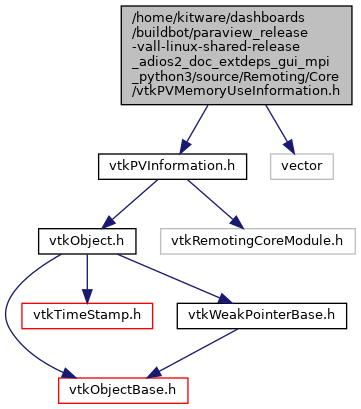 /home/kitware/dashboards
/buildbot/paraview_release
-vall-linux-shared-release
_adios2_doc_extdeps_gui_mpi
_python3/source/Remoting/Core
/vtkPVMemoryUseInformation.h
vtkPVInformation.h
vector
vtkObject.h
vtkRemotingCoreModule.h
vtkTimeStamp.h
vtkWeakPointerBase.h
vtkObjectBase.h